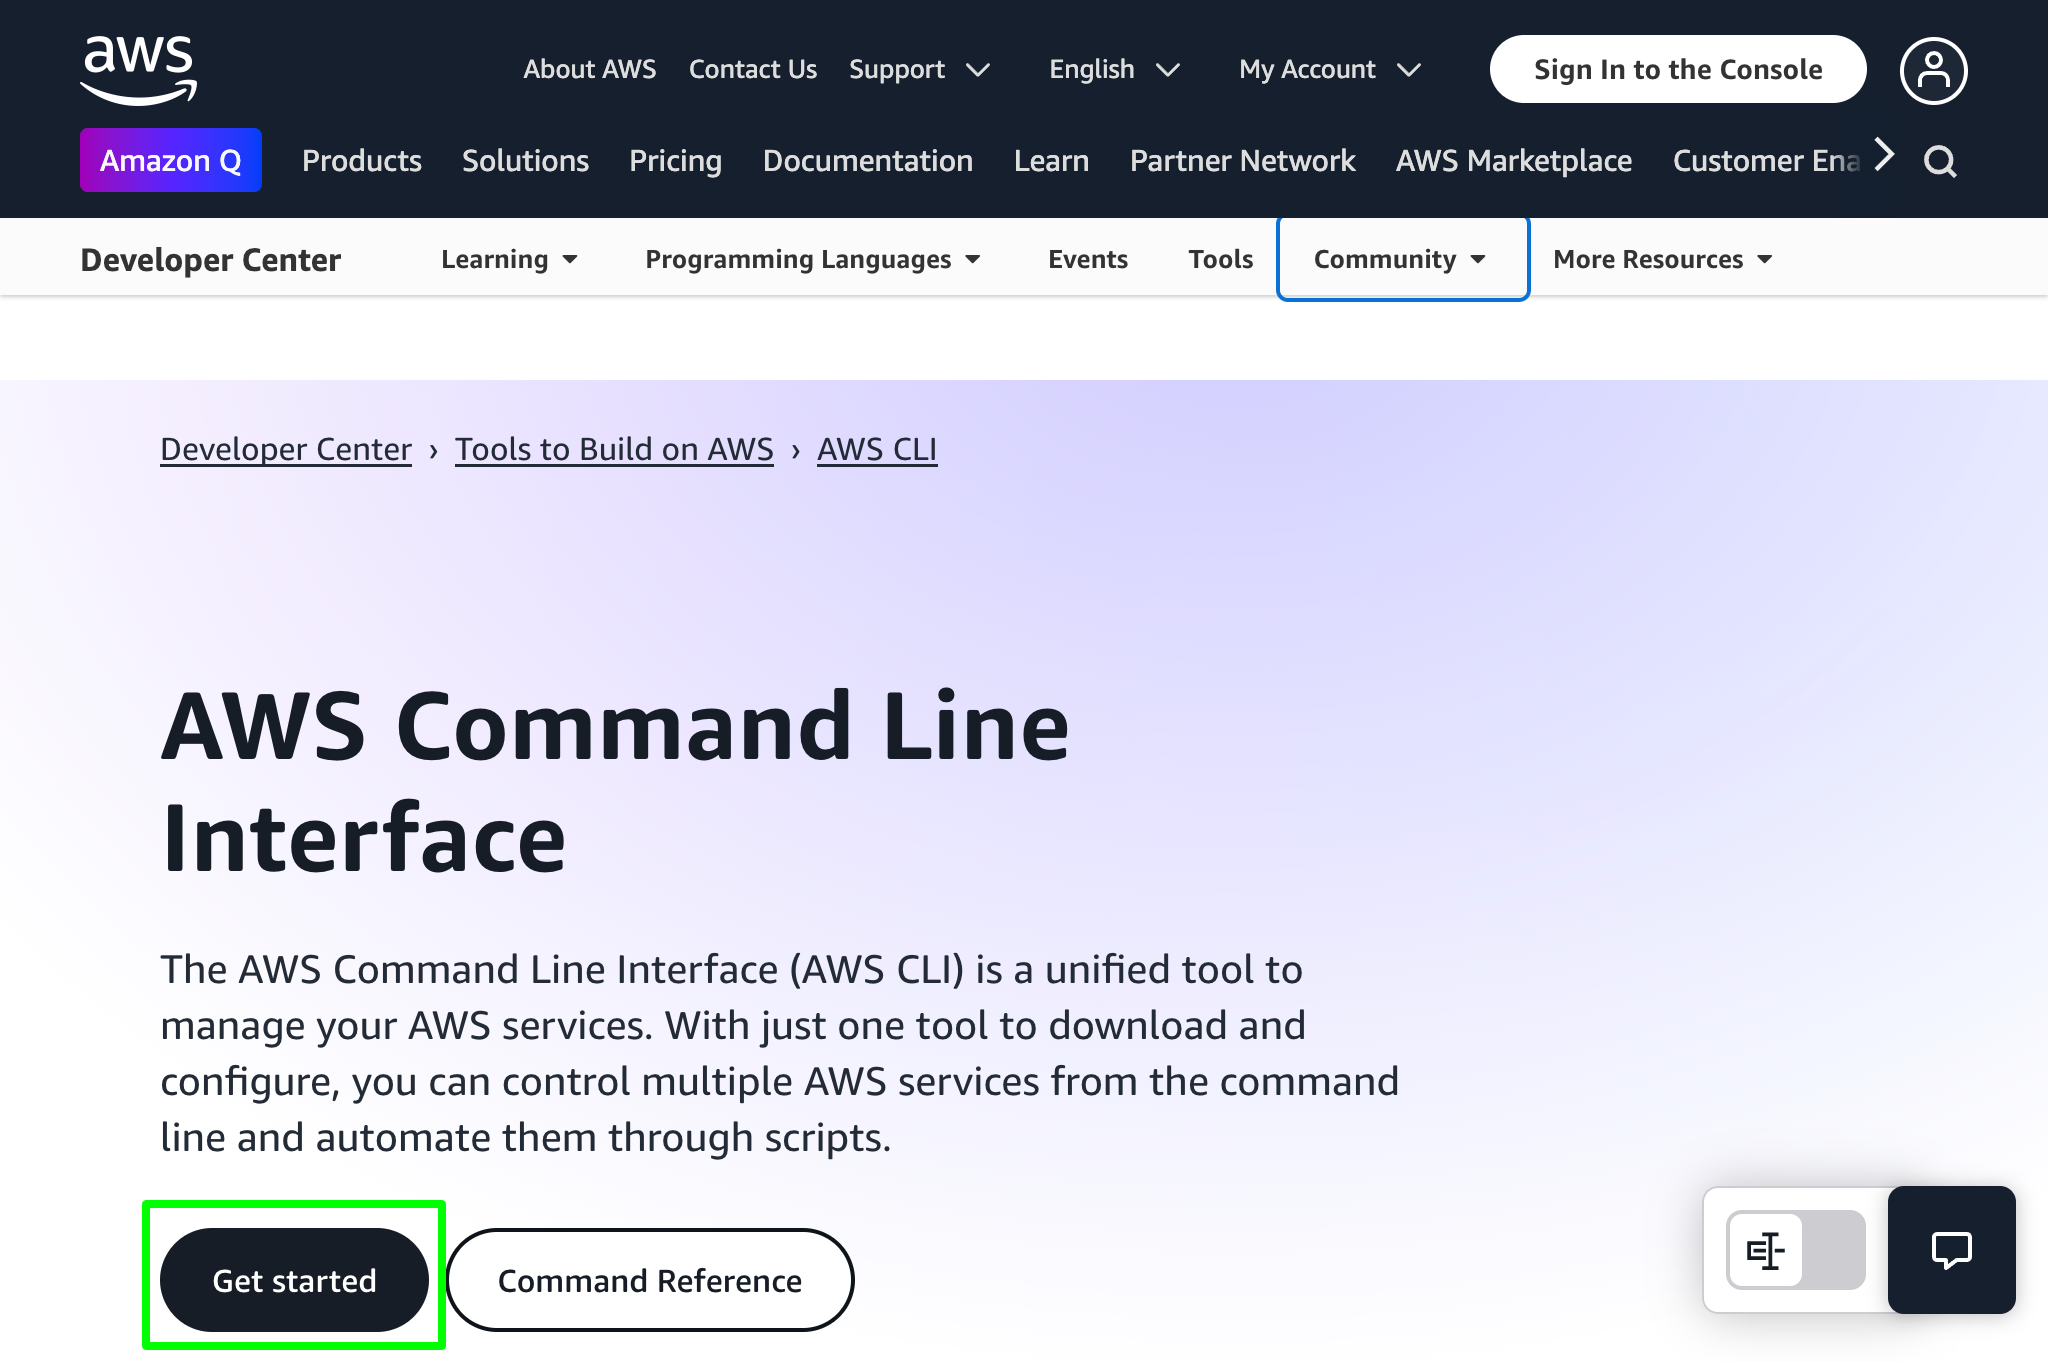 aws
About AWS Contact Us Support English My Account Sign In to the Console
Amazon Q Products Solutions Pricing Documentation Learn Partner Network AWS Marketplace Customer Ena
Developer Center Learning Programming Languages Events Tools Community More Resources
Developer Center › Tools to Build on AWS › AWS CLI
AWS Command Line
Interface
The AWS Command Line Interface (AWS CLI) is a unified tool to
manage your AWS services. With just one tool to download and
configure, you can control multiple AWS services from the command
line and automate them through scripts.
Get started Command Reference